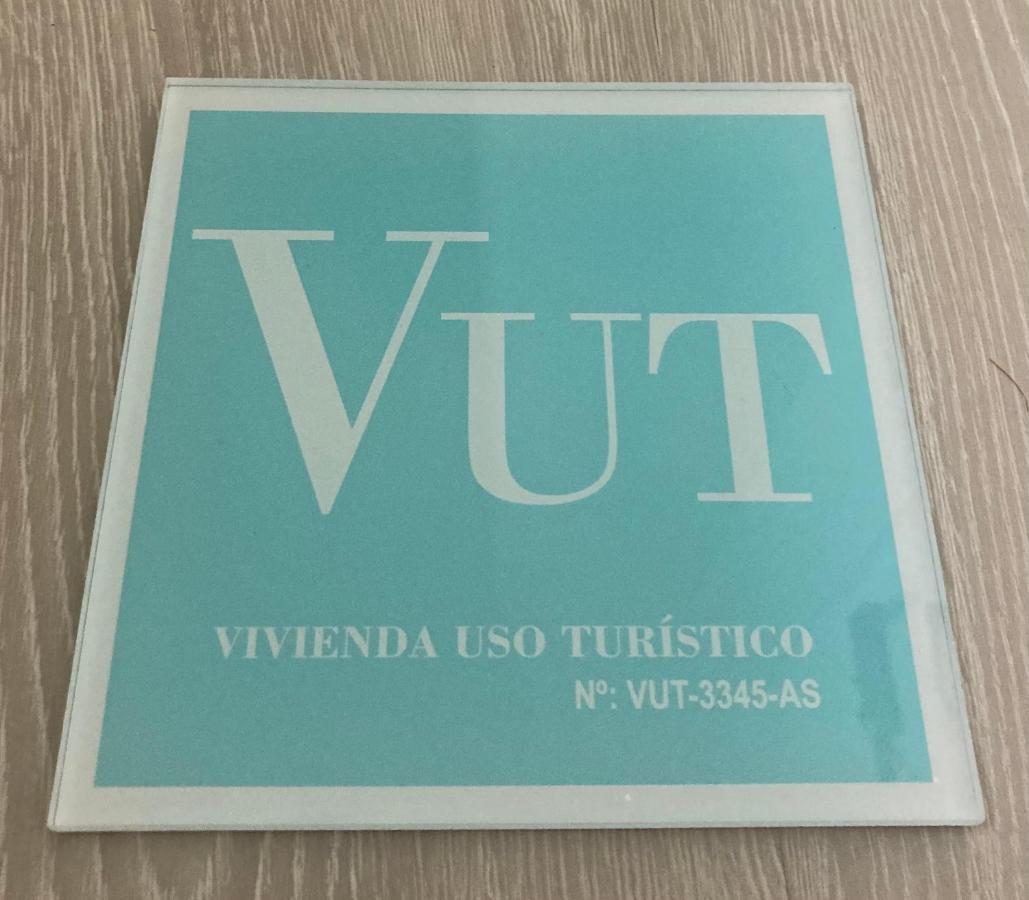 VUT
VIVIENDA USO TURÍSTICO
Nº: VUT-3345-AS